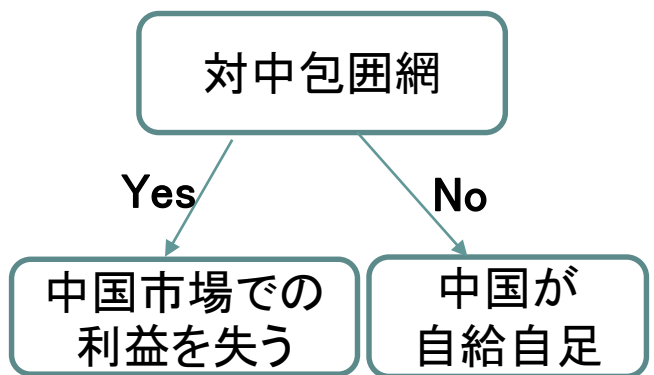 対中包囲網
Yes
No
中国市場での
利益を失う
中国が
自給自足